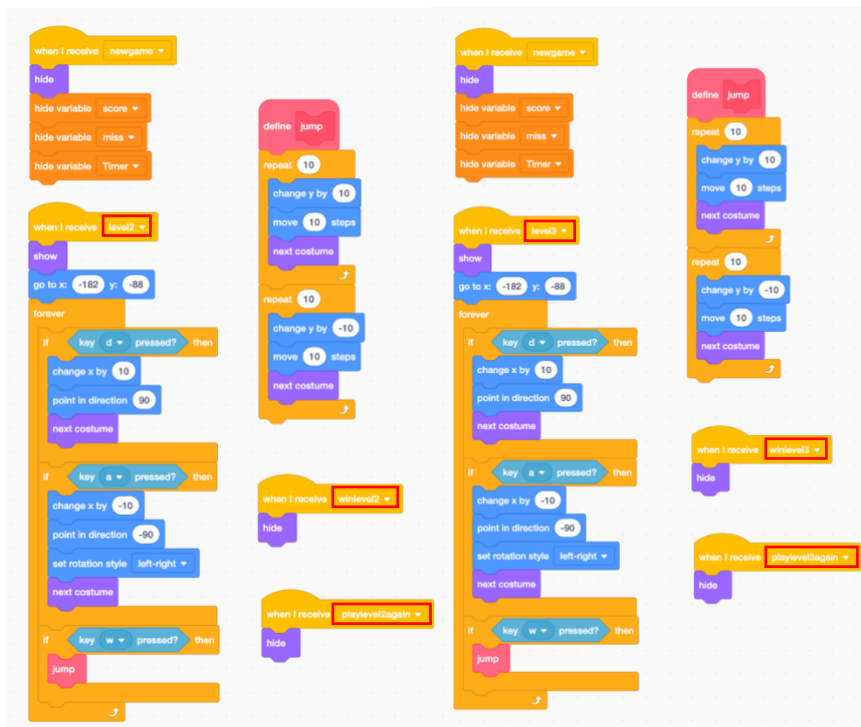 when I receive newgame
hide
hide variable score
hide variable miss
hide variable Timer
when I receive level2
show
go to x: -182 y: -88
forever
if key d pressed? then
change x by 10
point in direction 90
next costume
if key a pressed? then
change x by -10
point in direction -90
set rotation style left-right
next costume
if key w pressed? then
jump
define jump
repeat 10
change y by 10
move 10 steps
next costume
repeat 10
change y by -10
move 10 steps
next costume
when I receive winlevel2
hide
when I receive playlevel2again
hide
when I receive newgame
hide
hide variable score
hide variable miss
hide variable Timer
when I receive level3
show
go to x: -182 y: -88
forever
if key d pressed? then
change x by 10
point in direction 90
next costume
if key a pressed? then
change x by -10
point in direction -90
set rotation style left-right
next costume
if key w pressed? then
jump
define jump
repeat 10
change y by 10
move 10 steps
next costume
repeat 10
change y by -10
move 10 steps
next costume
when I receive winlevel3
hide
when I receive playlevel3again
hide